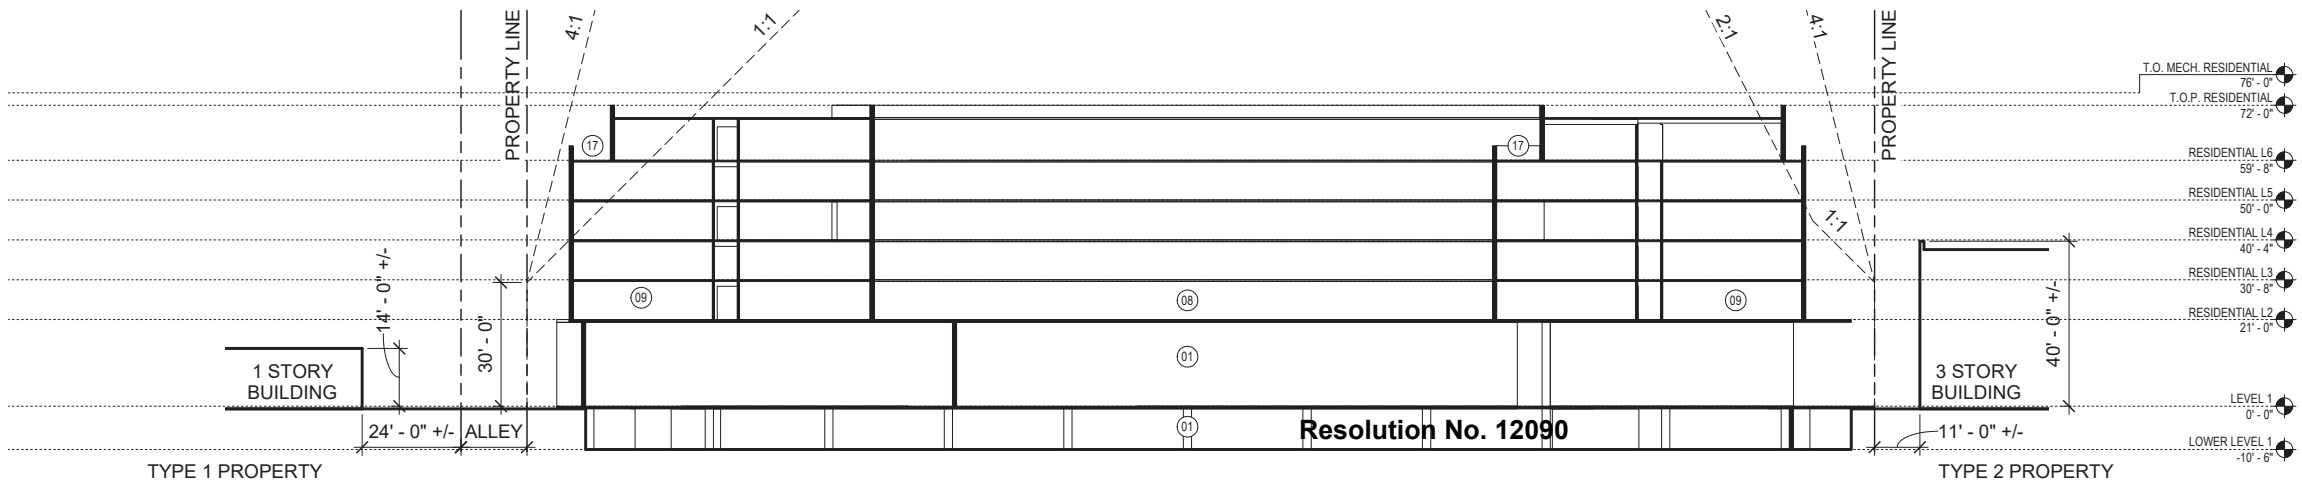 4:1
1:1
PROPERTY LINE
2:1
4:1
PROPERTY LINE
T.O. MECH. RESIDENTIAL
76' - 0"
T.O.P. RESIDENTIAL
72' - 0"
17
17
RESIDENTIAL L6
59' - 8"
RESIDENTIAL L5
50' - 0"
1:1
RESIDENTIAL L4
40' - 4"
RESIDENTIAL L3
30' - 8"
14' - 0" +/-
30' - 0"
09
08
09
40' - 0" +/-
RESIDENTIAL L2
21' - 0"
1 STORY
BUILDING
01
3 STORY
BUILDING
LEVEL 1
0' - 0"
24' - 0" +/-
ALLEY
01
Resolution No. 12090
11' - 0" +/-
LOWER LEVEL 1
-10' - 6"
TYPE 1 PROPERTY
TYPE 2 PROPERTY